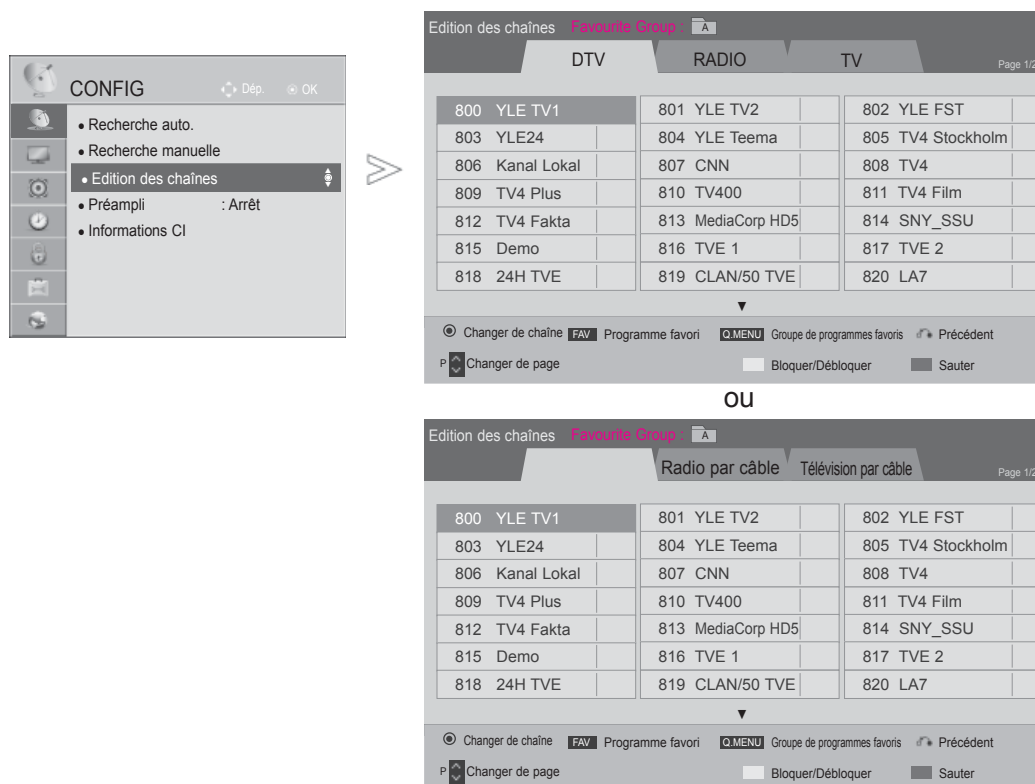 CONFIG
Dép. OK
• Recherche auto.
• Recherche manuelle
• Edition des chaînes
• Préampli : Arrêt
• Informations CI
Edition des chaînes Favourite Group : A
DTV RADIO TV Page 1/2
800 YLE TV1 801 YLE TV2 802 YLE FST
803 YLE24 804 YLE Teema 805 TV4 Stockholm
806 Kanal Lokal 807 CNN 808 TV4
809 TV4 Plus 810 TV400 811 TV4 Film
812 TV4 Fakta 813 MediaCorp HD5 814 SNY_SSU
815 Demo 816 TVE 1 817 TVE 2
818 24H TVE 819 CLAN/50 TVE 820 LA7
Changer de chaîne FAV Programme favori Q.MENU Groupe de programmes favoris Précédent
P Changer de page Bloquer/Débloquer Sauter
ou
Edition des chaînes Favourite Group : A
Radio par câble Télévision par câble Page 1/2
800 YLE TV1 801 YLE TV2 802 YLE FST
803 YLE24 804 YLE Teema 805 TV4 Stockholm
806 Kanal Lokal 807 CNN 808 TV4
809 TV4 Plus 810 TV400 811 TV4 Film
812 TV4 Fakta 813 MediaCorp HD5 814 SNY_SSU
815 Demo 816 TVE 1 817 TVE 2
818 24H TVE 819 CLAN/50 TVE 820 LA7
Changer de chaîne FAV Programme favori Q.MENU Groupe de programmes favoris Précédent
P Changer de page Bloquer/Débloquer Sauter